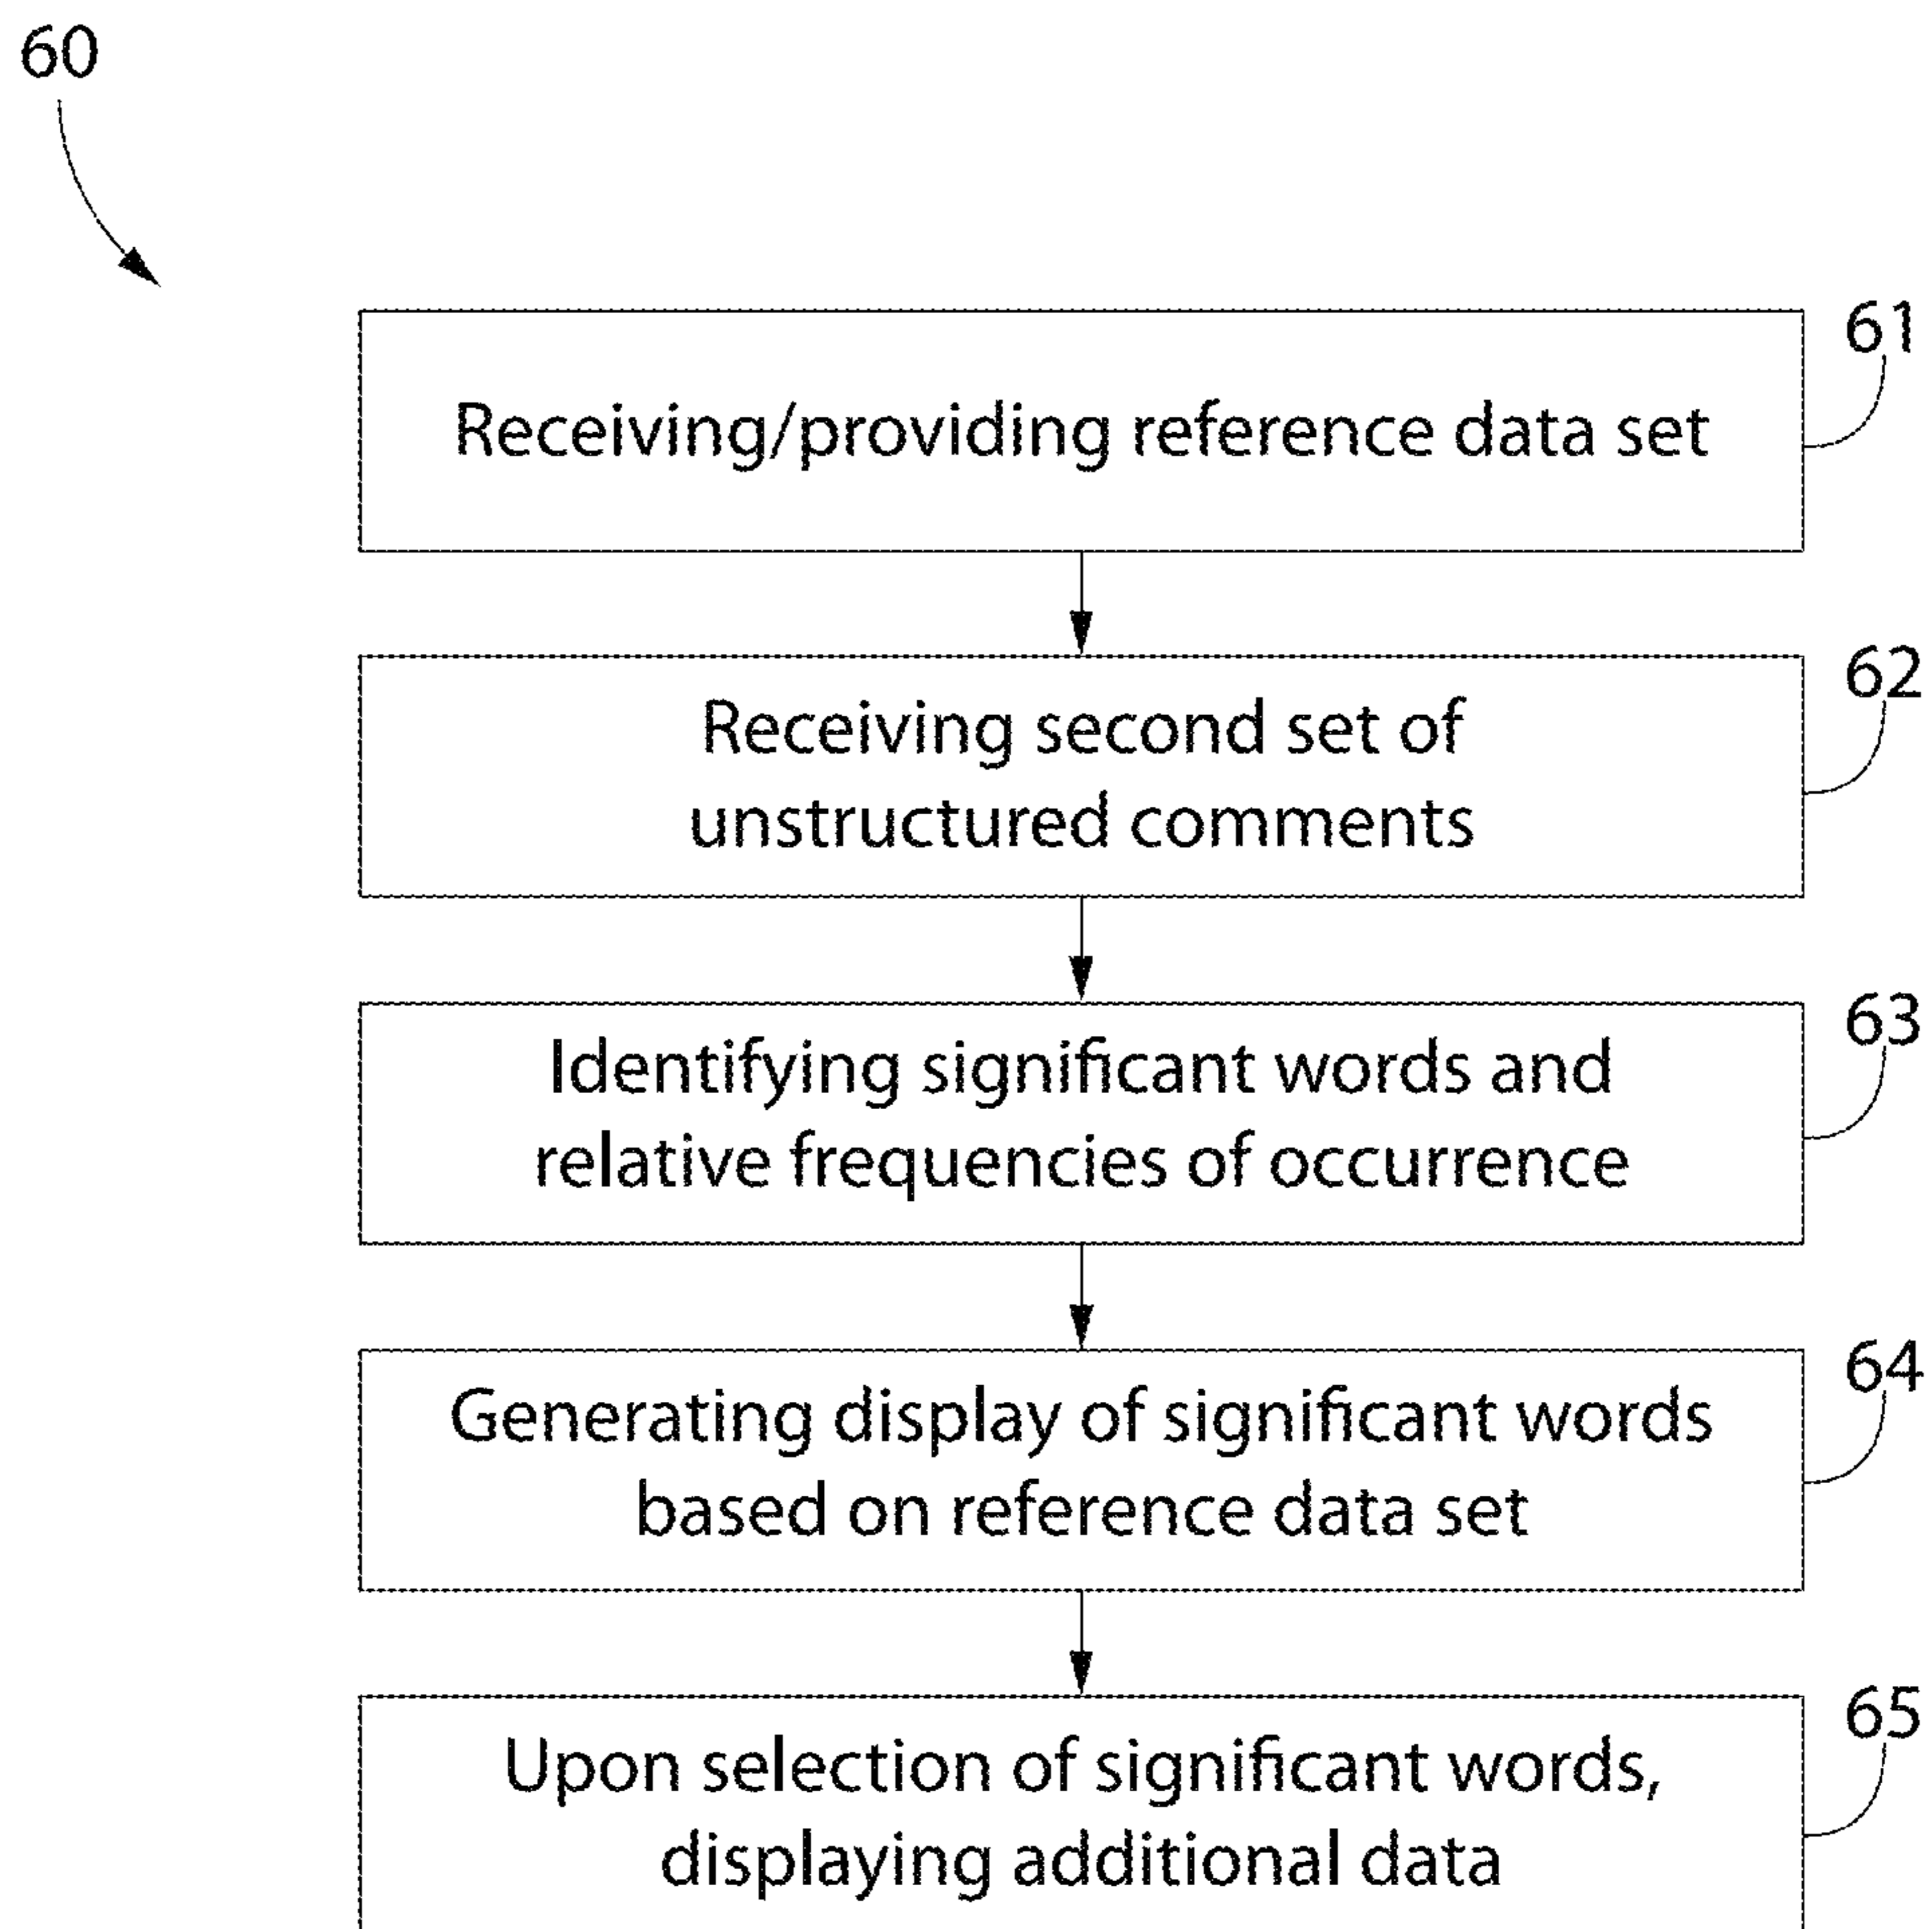 60
61
Receiving/providing reference data set
62
Receiving second set of
unstructured comments
63
Identifying significant words and
relative frequencies of occurrence
64
Generating display of significant words
based on reference data set
65
Upon selection of significant words,
displaying additional data